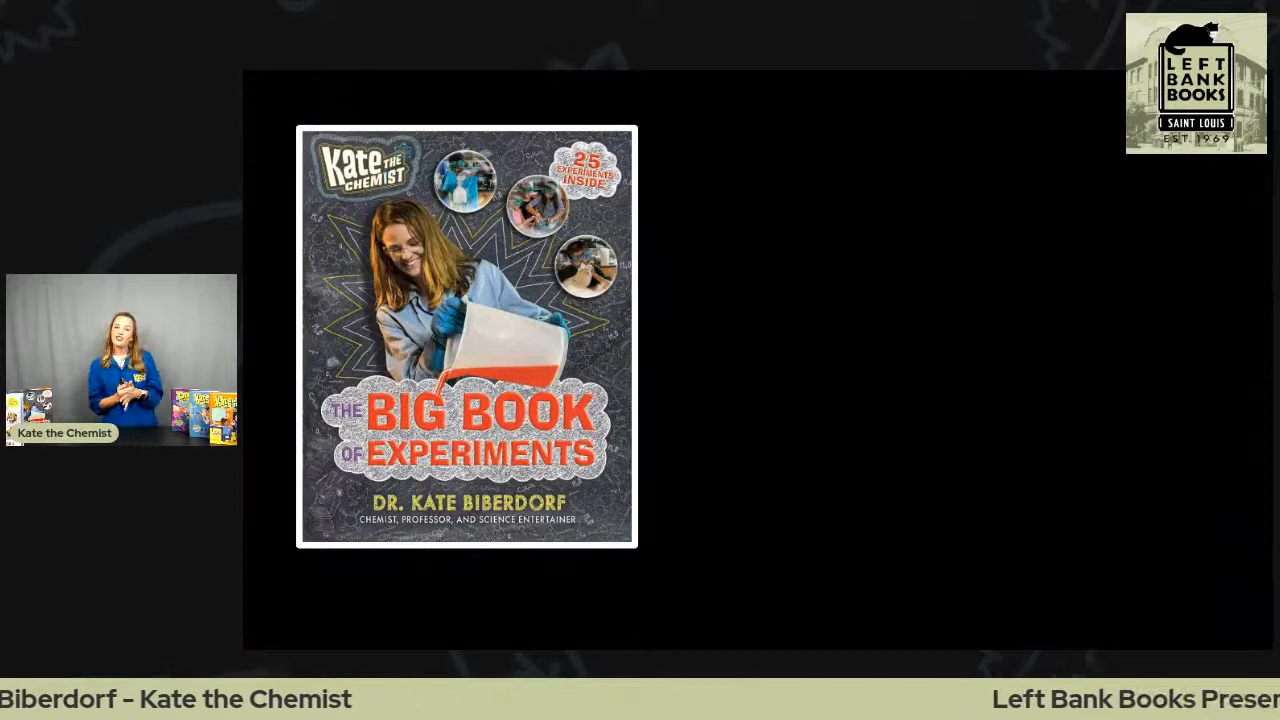 LEFT
BANK
BOOKS
SAINT LOUIS
EST. 1969
Kate THE
CHEMIST
25
EXPERIMENTS
INSIDE
THE BIG BOOK
OF EXPERIMENTS
DR. KATE BIBERDORF
CHEMIST, PROFESSOR, AND SCIENCE ENTERTAINER
Kate the Chemist
Biberdorf - Kate the Chemist
Left Bank Books Presen